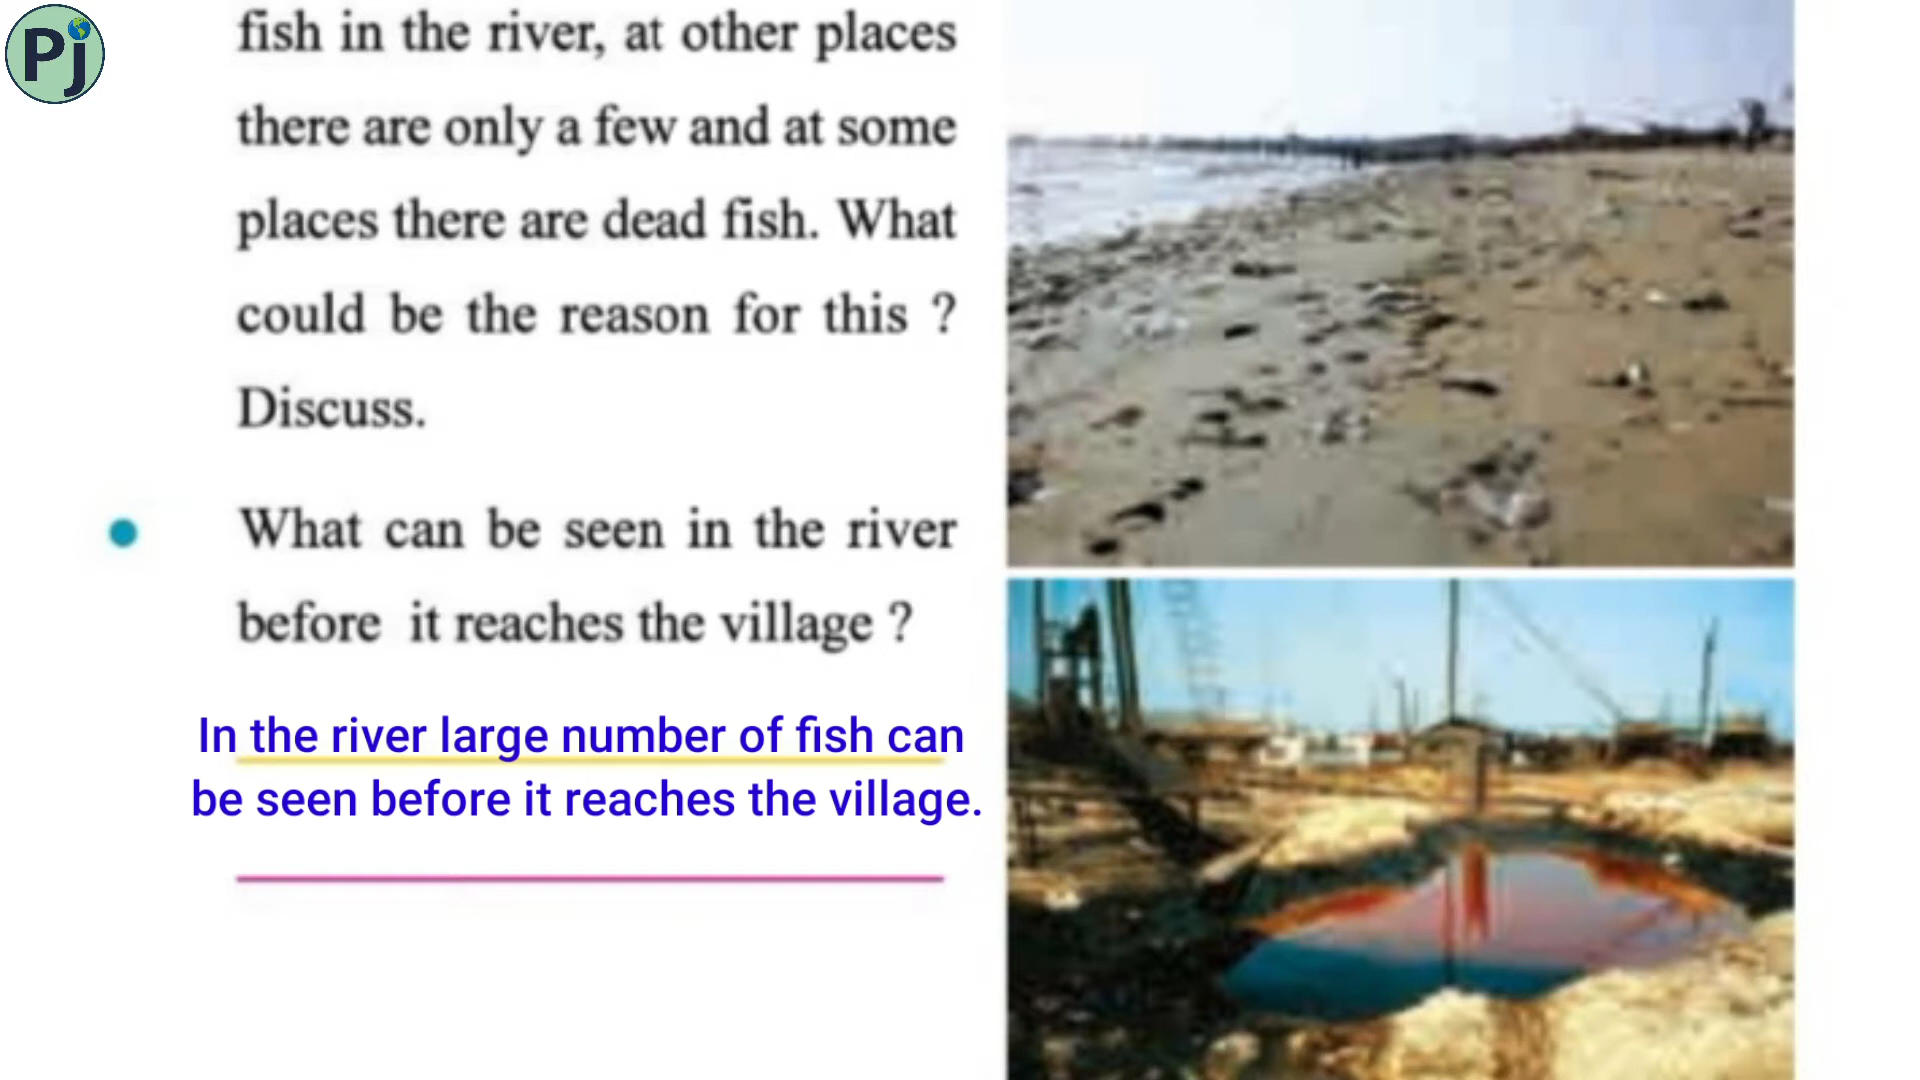 Pj
fish in the river, at other places
there are only a few and at some
places there are dead fish. What
could be the reason for this ?
Discuss.
What can be seen in the river
before it reaches the village ?
In the river large number of fish can
be seen before it reaches the village.